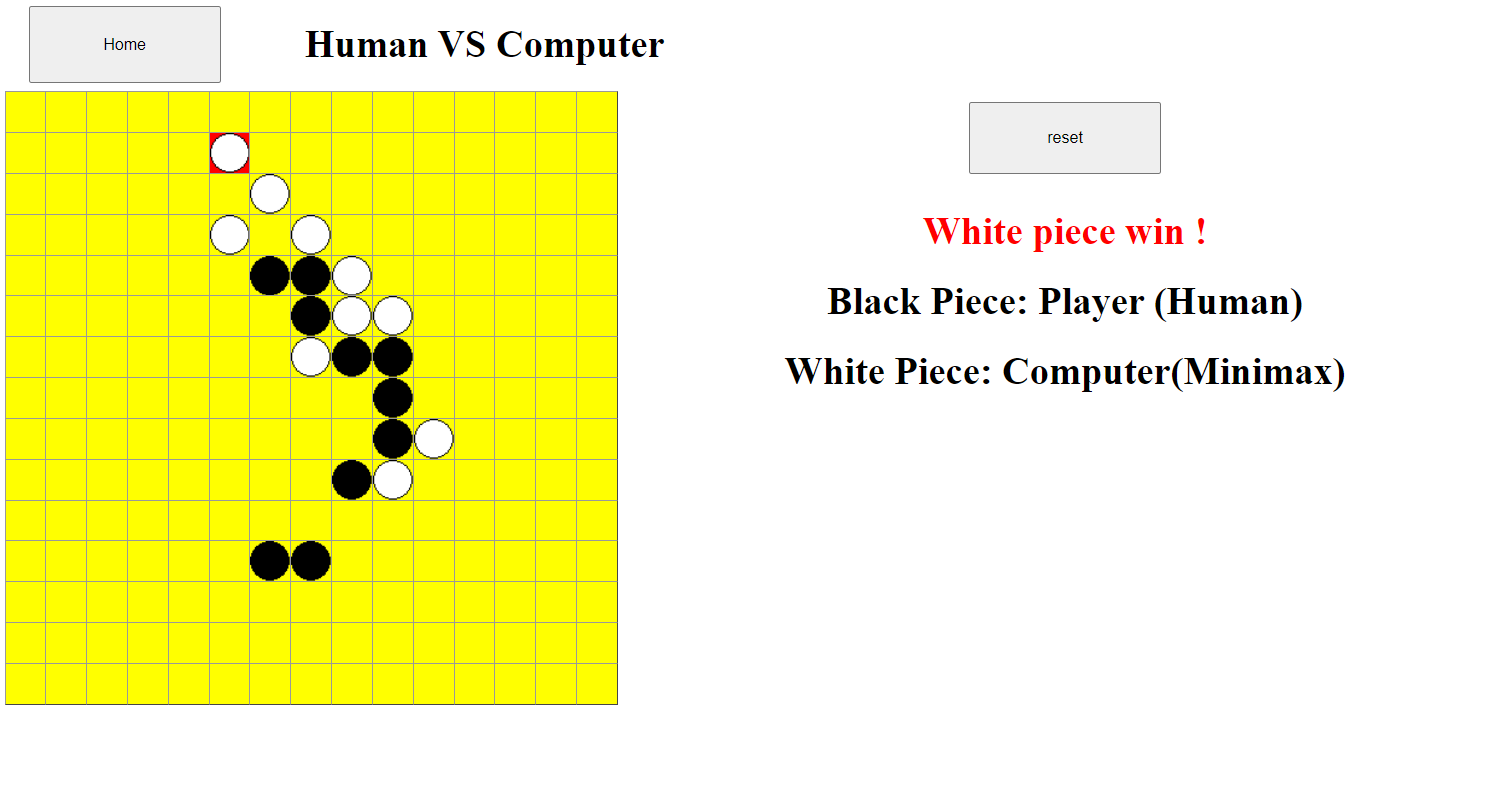 Home
Human VS Computer
reset
White piece win !
Black Piece: Player (Human)
White Piece: Computer(Minimax)